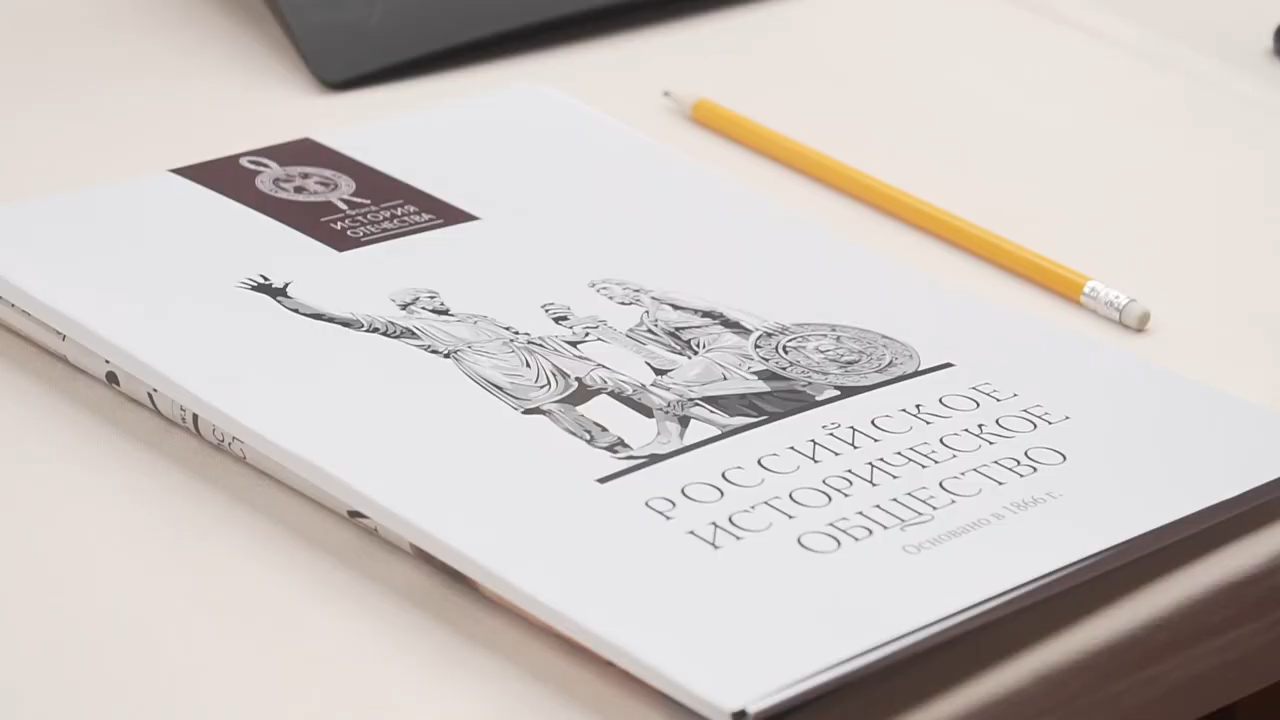 Фонд
ИСТОРИЯ
ОТЕЧЕСТВА
РОССИЙСКОЕ
ИСТОРИЧЕСКОЕ
ОБЩЕСТВО
Основано в 1866 г.